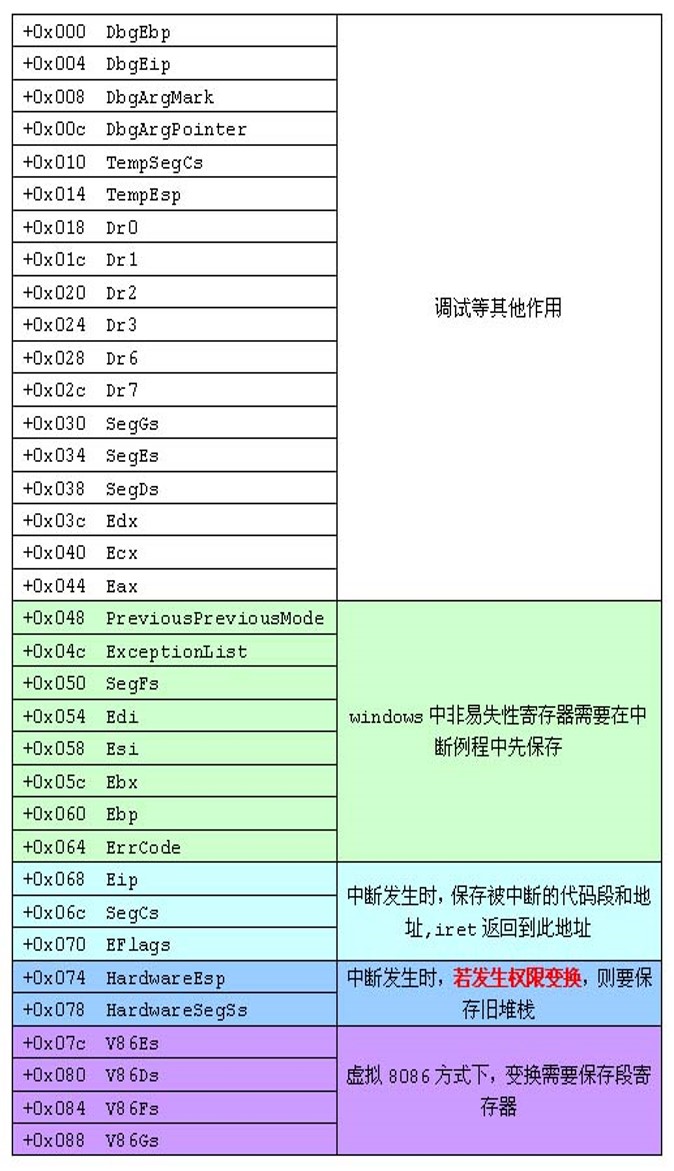 +0x000 DbgEbp
+0x004 DbgEip
+0x008 DbgArgMark
+0x00c DbgArgPointer
+0x010 TempSegCs
+0x014 TempEsp
+0x018 Dr0
+0x01c Dr1
+0x020 Dr2
+0x024 Dr3
+0x028 Dr6
+0x02c Dr7
+0x030 SegGs
+0x034 SegEs
+0x038 SegDs
+0x03c Edx
+0x040 Ecx
+0x044 Eax
调试等其他作用
+0x048 PreviousPreviousMode
+0x04c ExceptionList
+0x050 SegFs
+0x054 Edi
+0x058 Esi
+0x05c Ebx
+0x060 Ebp
+0x064 ErrCode
windows 中非易失性寄存器需要在中
断例程中先保存
+0x068 Eip
+0x06c SegCs
+0x070 EFlags
中断发生时，保存被中断的代码段和地
址,iret 返回到此地址
+0x074 HardwareEsp
+0x078 HardwareSegSs
中断发生时，若发生权限变换，则要保
存旧堆栈
+0x07c V86Es
+0x080 V86Ds
+0x084 V86Fs
+0x088 V86Gs
虚拟 8086 方式下，变换需要保存段寄
存器